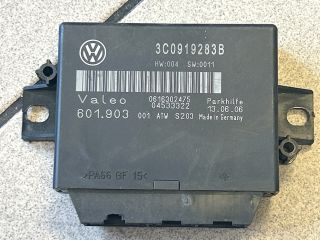 3C0919283B
HW:004 SW:0011
Valeo 0616302475 Parkhilfe
04533322 13.06.06
601.903 001 ATW S203 Made in Germany
>PA66 GF 15<